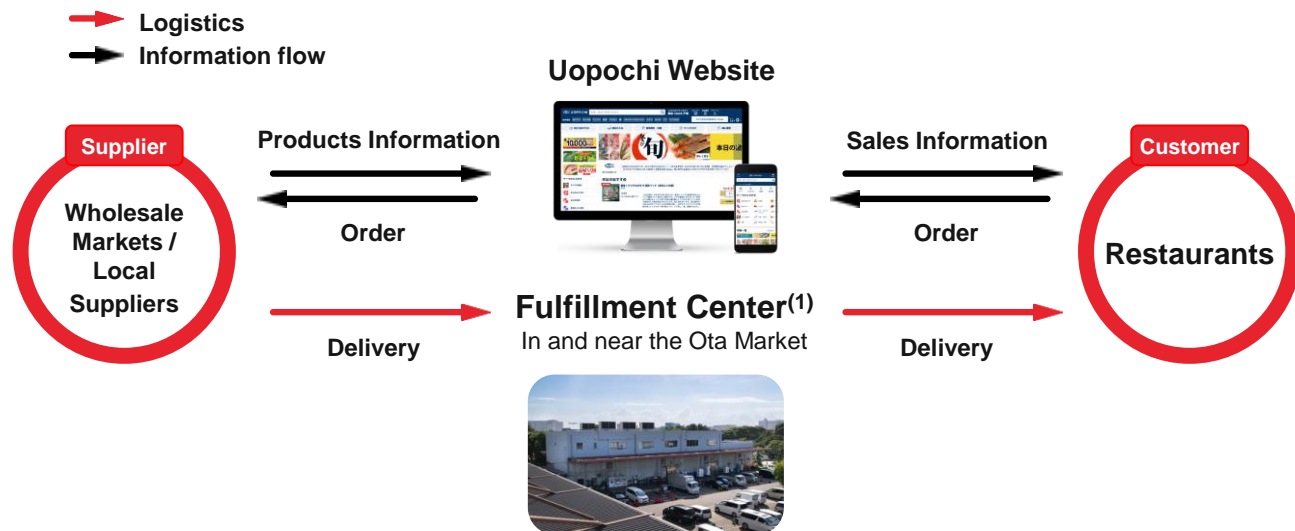 Logistics
Information flow
Uopochi Website
Supplier
Products Information
Sales Information
Customer
Wholesale
Markets /
Local
Suppliers
Order
Order
Restaurants
旬
Fulfillment Center(1)
In and near the Ota Market
Delivery
Delivery